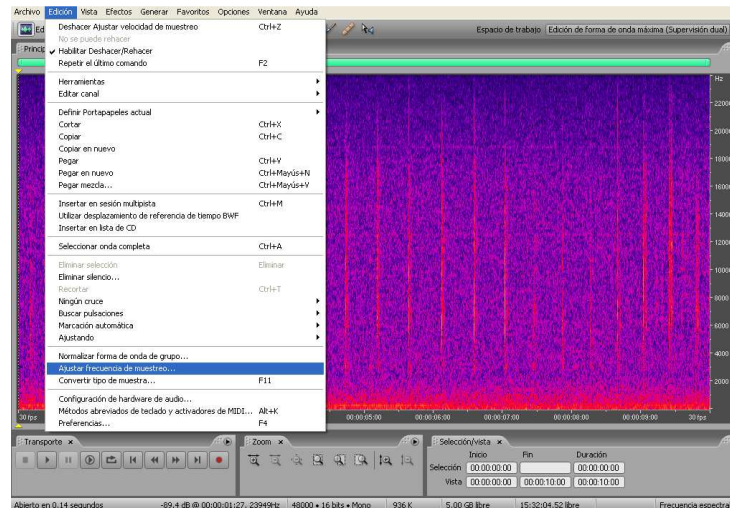 Archivo Edición Vista Efectos Generar Favoritos Opciones Ventana Ayuda
Ed
Espacio de trabajo Edición de forma de onda máxima (Supervisión dual)
Princip
Deshacer Ajustar velocidad de muestreo Ctrl+Z
No se puede rehacer
Habilitar Deshacer/Rehacer
Repetir el último comando F2
Herramientas
Editar canal
Definir Portapapeles actual
Cortar Ctrl+X
Copiar Ctrl+C
Copiar en nuevo
Pegar Ctrl+V
Pegar en nuevo Ctrl+Mayús+N
Pegar mezcla... Ctrl+Mayús+V
Insertar en sesión multipista Ctrl+M
Utilizar desplazamiento de referencia de tiempo BWF
Insertar en lista de CD
Seleccionar onda completa Ctrl+A
Eliminar selección Eliminar
Eliminar silencio...
Recortar Ctrl+T
Ningún cruce
Buscar pulsaciones
Marcación automática
Ajustando
Normalizar forma de onda de grupo...
Ajustar frecuencia de muestreo...
Convertir tipo de muestra... F11
Configuración de hardware de audio...
Métodos abreviados de teclado y activadores de MIDI... Alt+K
Preferencias... F4
Hz
22000
20000
18000
16000
14000
12000
10000
8000
6000
4000
2000
30 fps 00:00:05:00 00:00:06:00 00:00:07:00 00:00:08:00 00:00:09:00 30 fps
Transporte Zoom Selección/vista
Inicio Fin Duración
Selección 00:00:00:00 00:00:00:00
Vista 00:00:00:00 00:00:10:00 00:00:10:00
Abierto en 0,14 segundos -89.4 dB @ 00:00:01:27, 23949Hz 48000 • 16 bits • Mono 936 K 5.00 GB libre 15:32:04.52 libre Frecuencia espectral